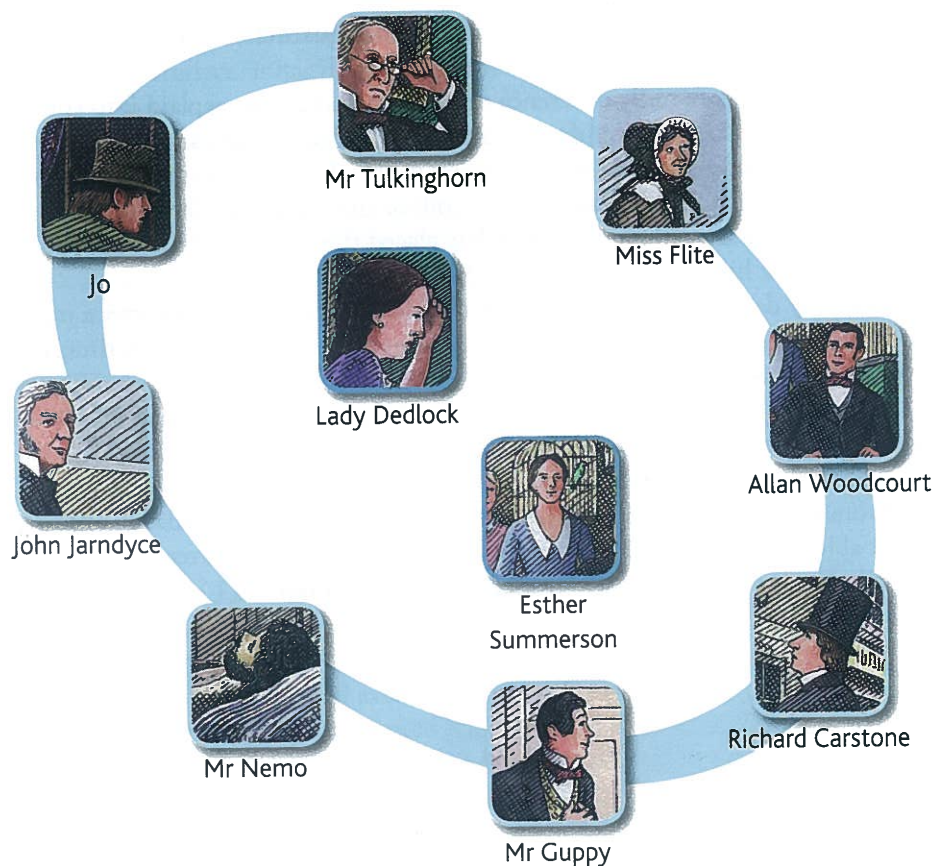 Mr Tulkinghorn
Miss Flite
Jo
Lady Dedlock
Allan Woodcourt
John Jarndyce
Esther
Summerson
Richard Carstone
Mr Nemo
Mr Guppy